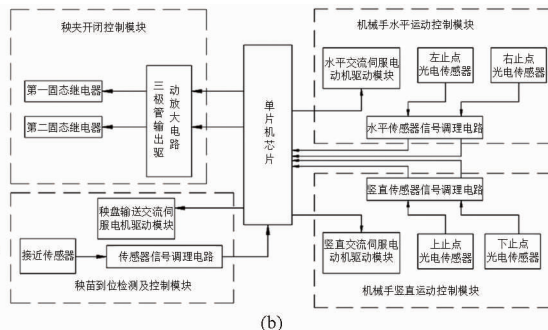 秧夹开闭控制模块
第一固态继电器
第二固态继电器
三极管输出驱
动放大电路
单片机芯片
机械手水平运动控制模块
水平交流伺服电
动机驱动模块
左止点
光电传感器
右止点
光电传感器
水平传感器信号调理电路
秧盘输送交流伺
服电机驱动模块
接近传感器
传感器信号调理电路
秧苗到位检测及控制模块
竖直传感器信号调理电路
竖直交流伺服电
动机驱动模块
上止点
光电传感器
下止点
光电传感器
机械手竖直运动控制模块
(b)